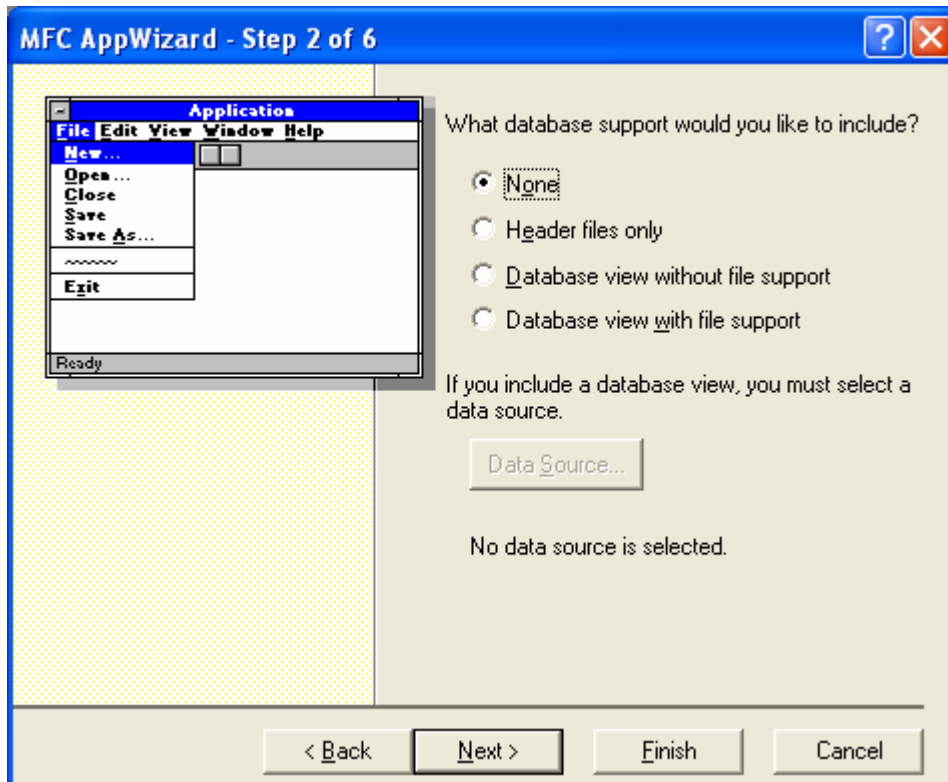 MFC AppWizard - Step 2 of 6
Application
File Edit View Window Help
New...
Open...
Close
Save
Save As...
Exit
Ready
What database support would you like to include?
None
Header files only
Database view without file support
Database view with file support
If you include a database view, you must select a
data source.
Data Source...
No data source is selected.
< Back
Next >
Finish
Cancel